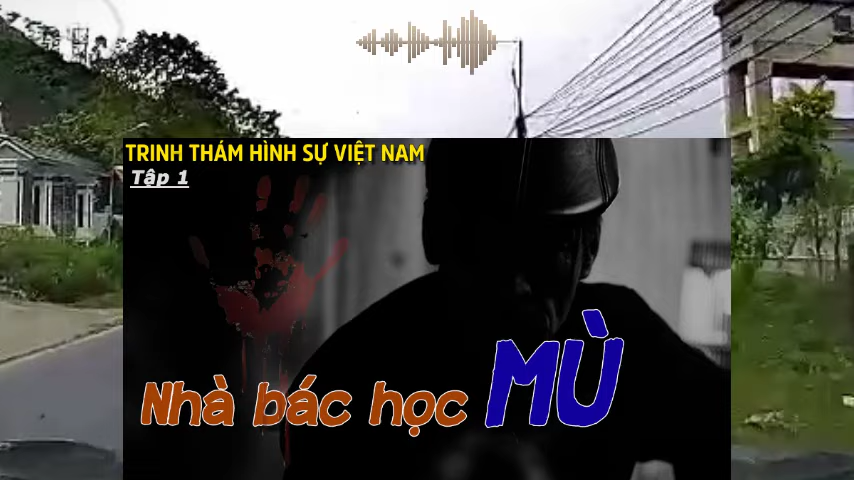 TRINH THÁM HÌNH SỰ VIỆT NAM
Tập 1
Nhà bác học MÙ